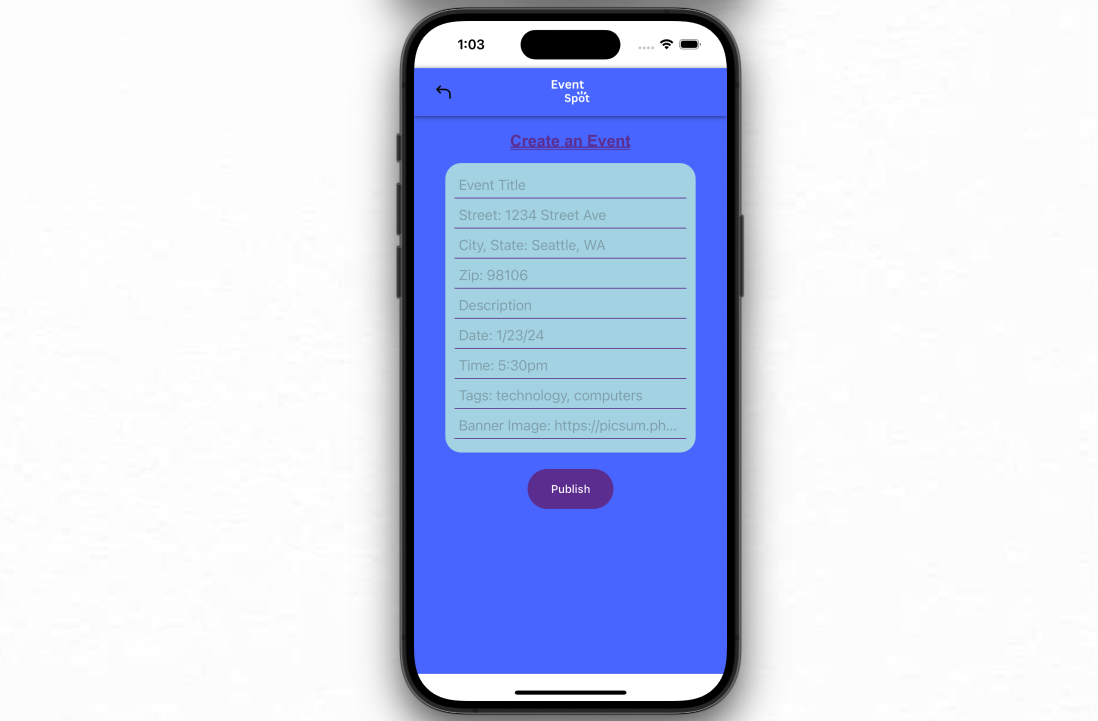 1:03
Event
Spot
Create an Event
Event Title
Street: 1234 Street Ave
City, State: Seattle, WA
Zip: 98106
Description
Date: 1/23/24
Time: 5:30pm
Tags: technology, computers
Banner Image: https://picsum.ph...
Publish